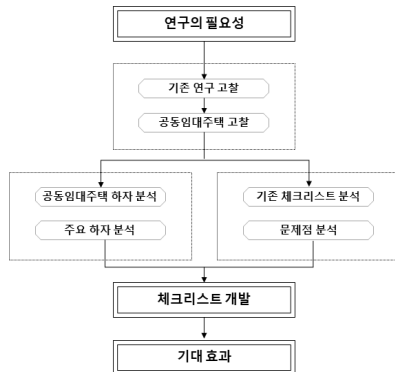 연구의 필요성
기존 연구 고찰
공동임대주택 고찰
공동임대주택 하자 분석
주요 하자 분석
기존 체크리스트 분석
문제점 분석
체크리스트 개발
기대 효과